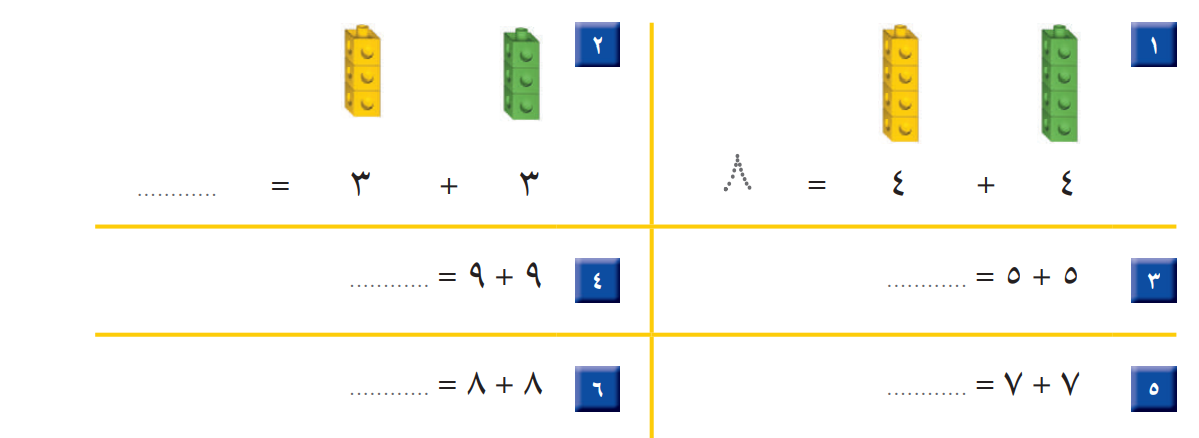 ١
٤ + ٤ = ٨
٢
٣ + ٣ = ............
٣
٥ + ٥ = ............
٤
٩ + ٩ = ............
٥
٧ + ٧ = ............
٦
٨ + ٨ = ............